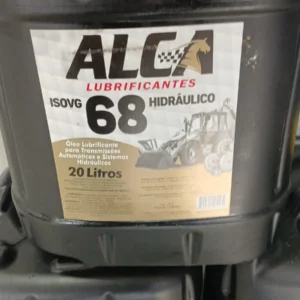 ALCA
LUBRIFICANTES
ISOVG 68 HIDRÁULICO
Óleo Lubrificante
para Transmissões
Automáticas e Sistemas
Hidráulicos
20 Litros